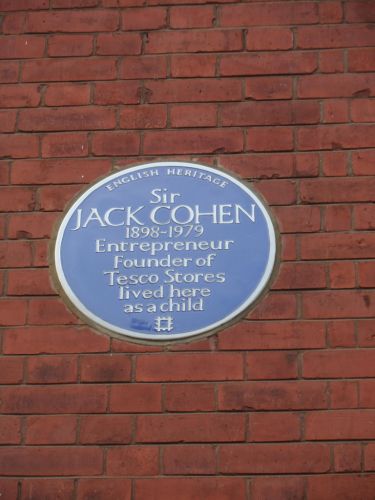 ENGLISH HERITAGE
Sir
JACK COHEN
1898-1979
Entrepreneur
Founder of
Tesco Stores
lived here
as a child